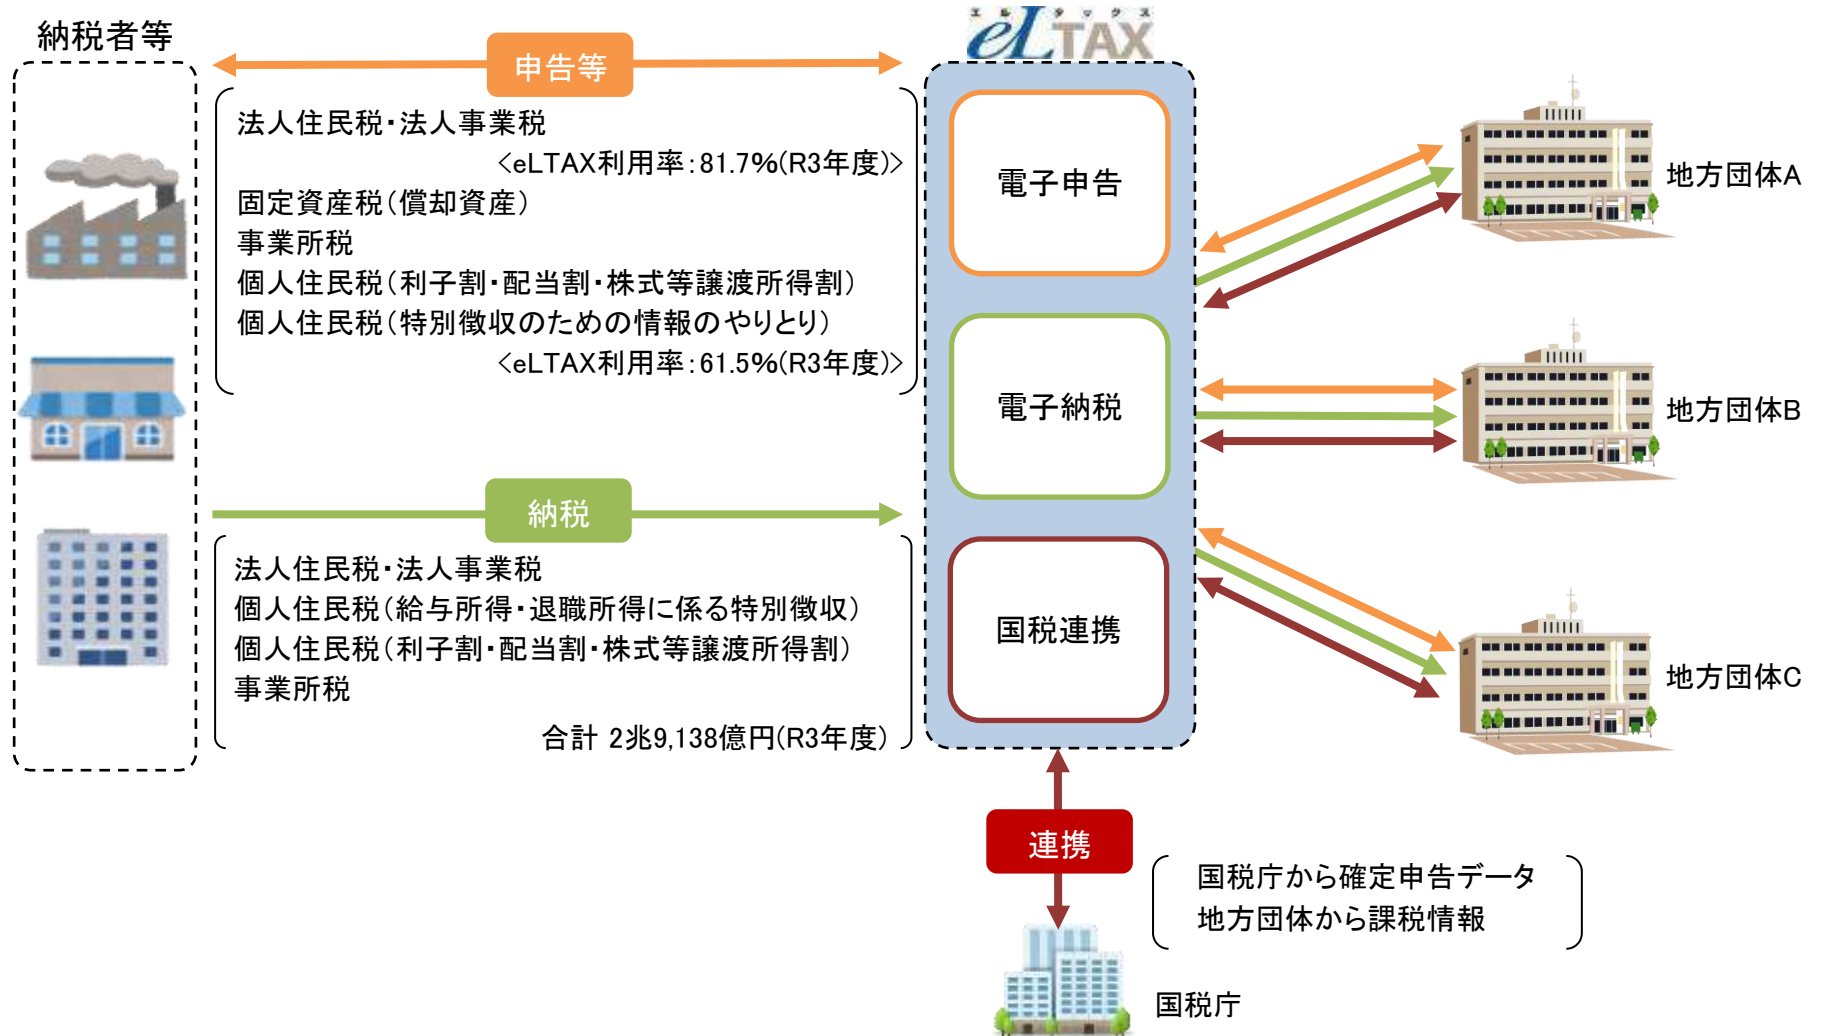 納税者等
申告等
法人住民税・法人事業税
<eLTAX利用率：81.7%(R3年度)>
固定資産税（償却資産）
事業所税
個人住民税（利子割・配当割・株式等譲渡所得割）
個人住民税（特別徴収のための情報のやりとり）
<eLTAX利用率：61.5%(R3年度)>
納税
法人住民税・法人事業税
個人住民税（給与所得・退職所得に係る特別徴収）
個人住民税（利子割・配当割・株式等譲渡所得割）
事業所税
合計 2兆9,138億円(R3年度)
エルタックス
eLTAX
電子申告
電子納税
国税連携
地方団体A
地方団体B
地方団体C
連携
国税庁から確定申告データ
地方団体から課税情報
国税庁